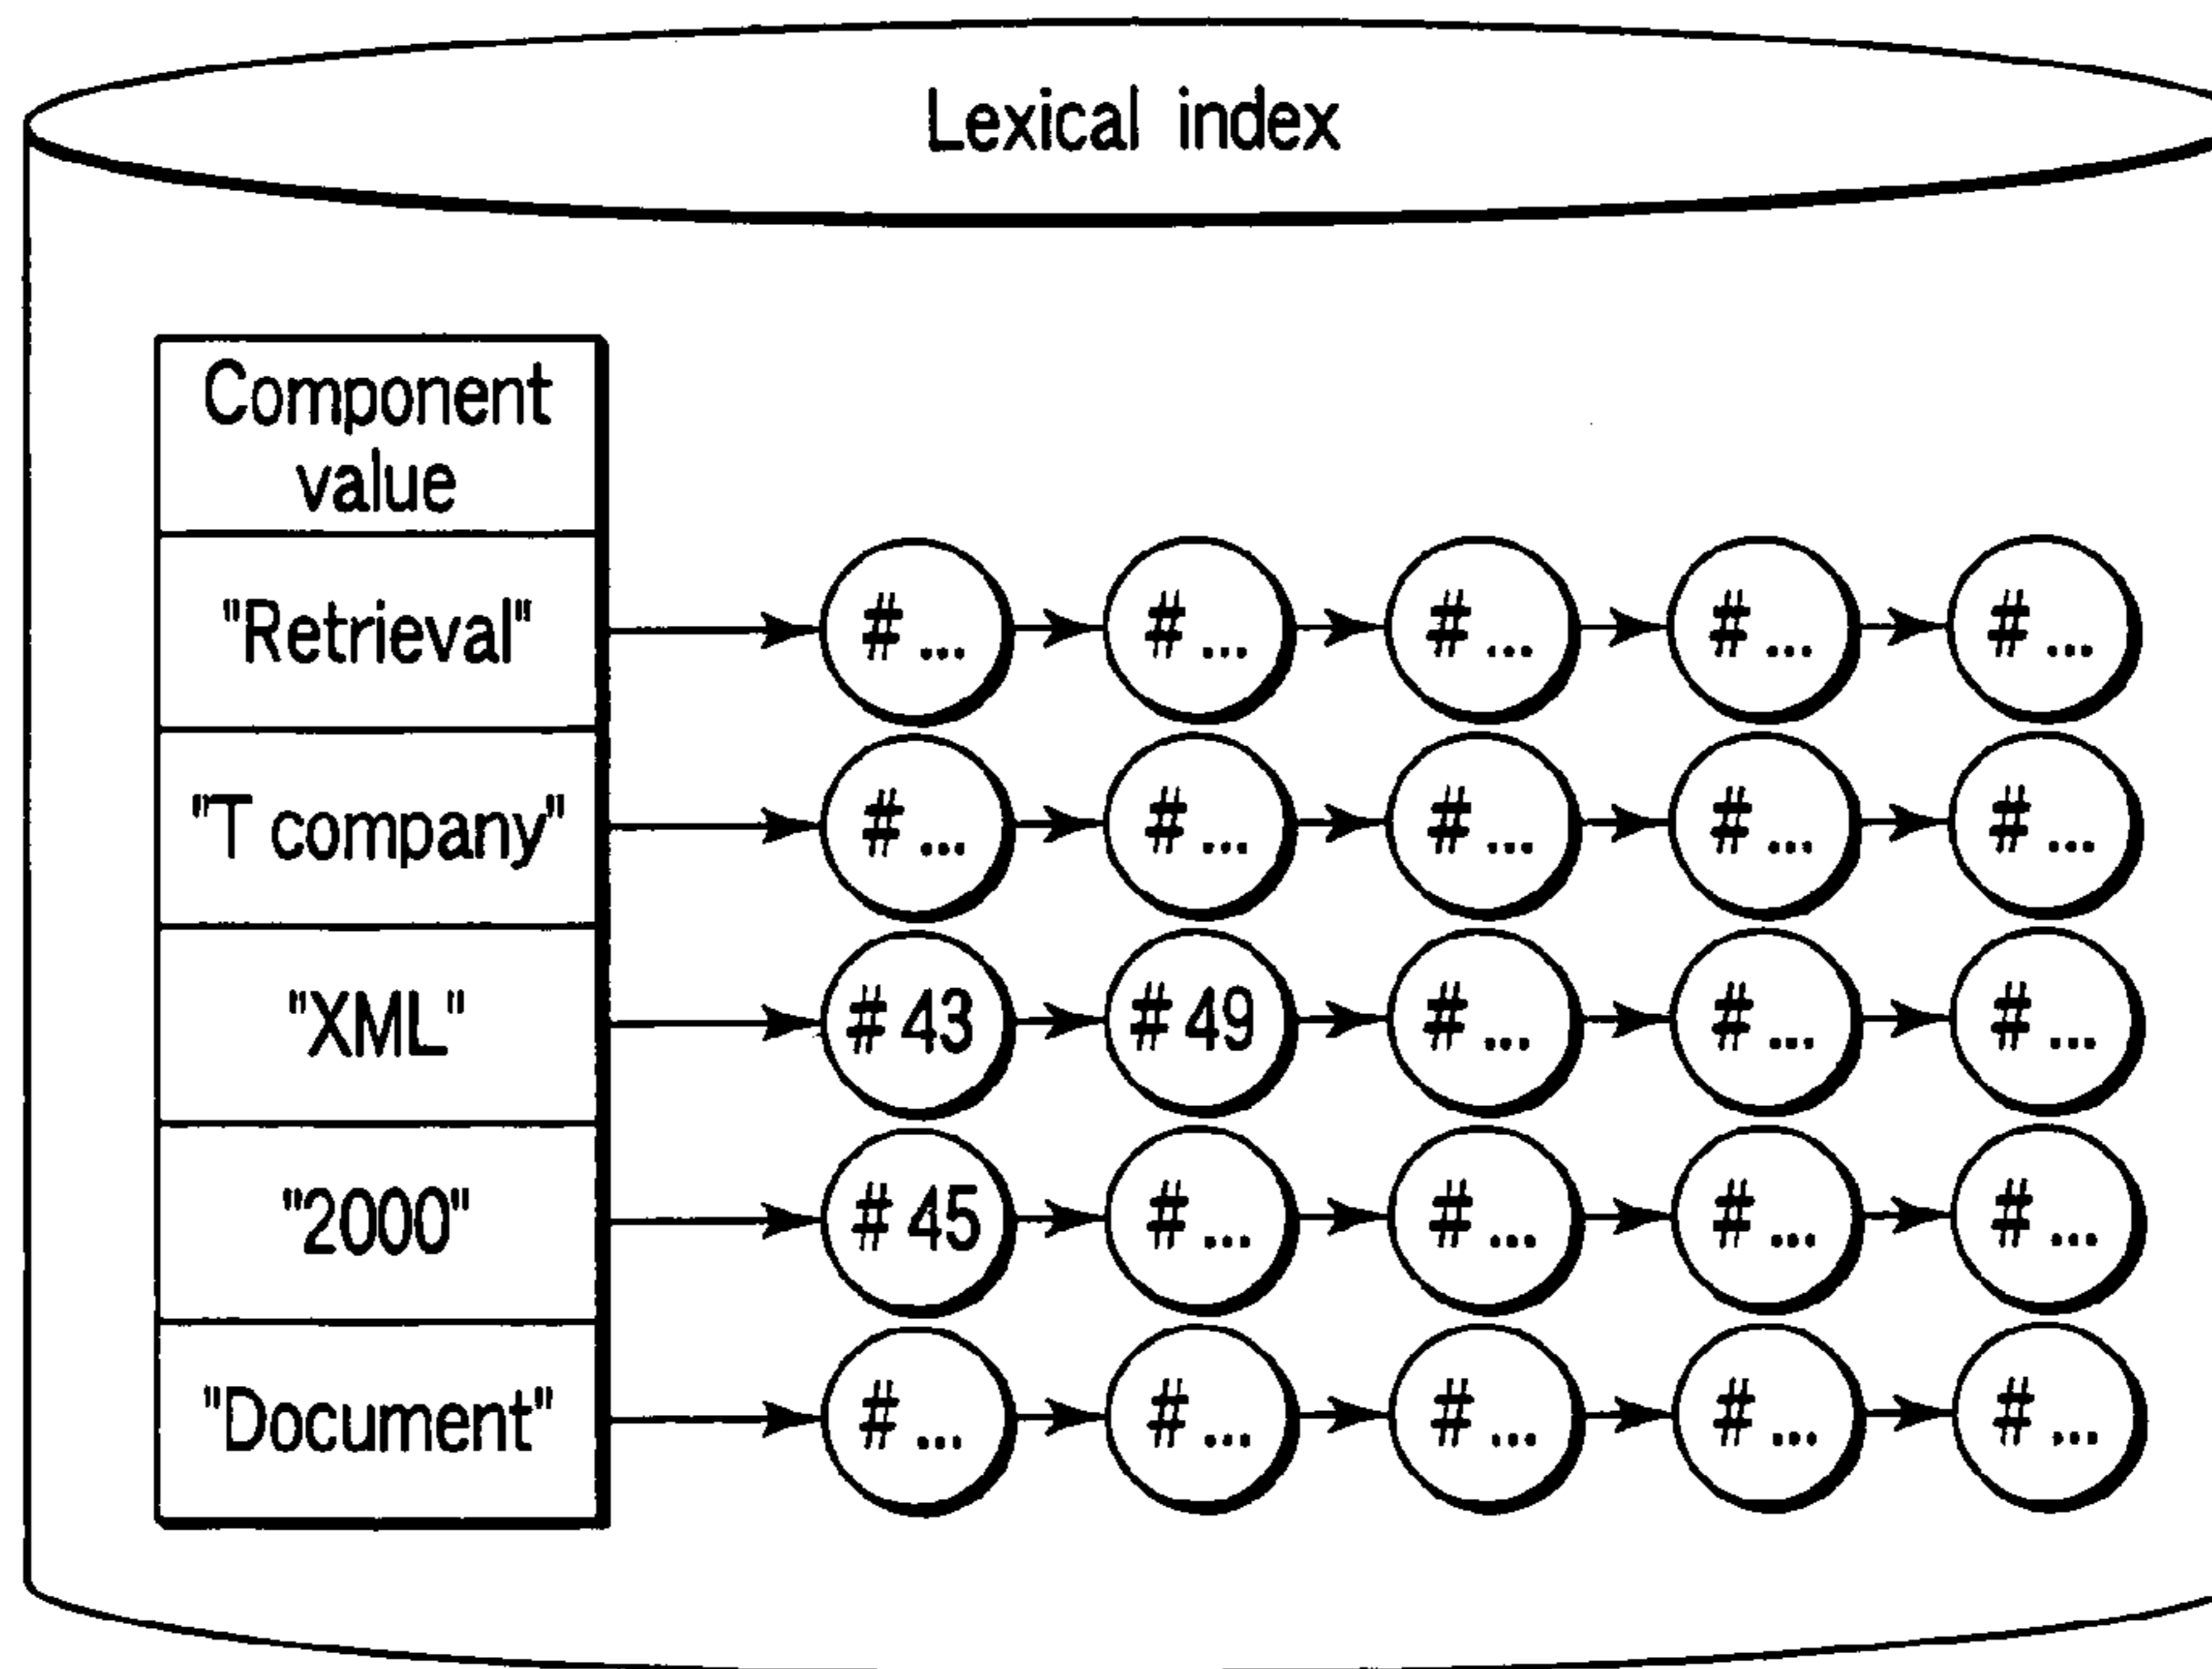 Lexical index
Component
value
"Retrieval" # ... # ... # ... # ... # ...
"T company" # ... # ... # ... # ... # ...
"XML" # 43 # 49 # ... # ... # ...
"2000" # 45 # ... # ... # ... # ...
"Document" # ... # ... # ... # ... # ...